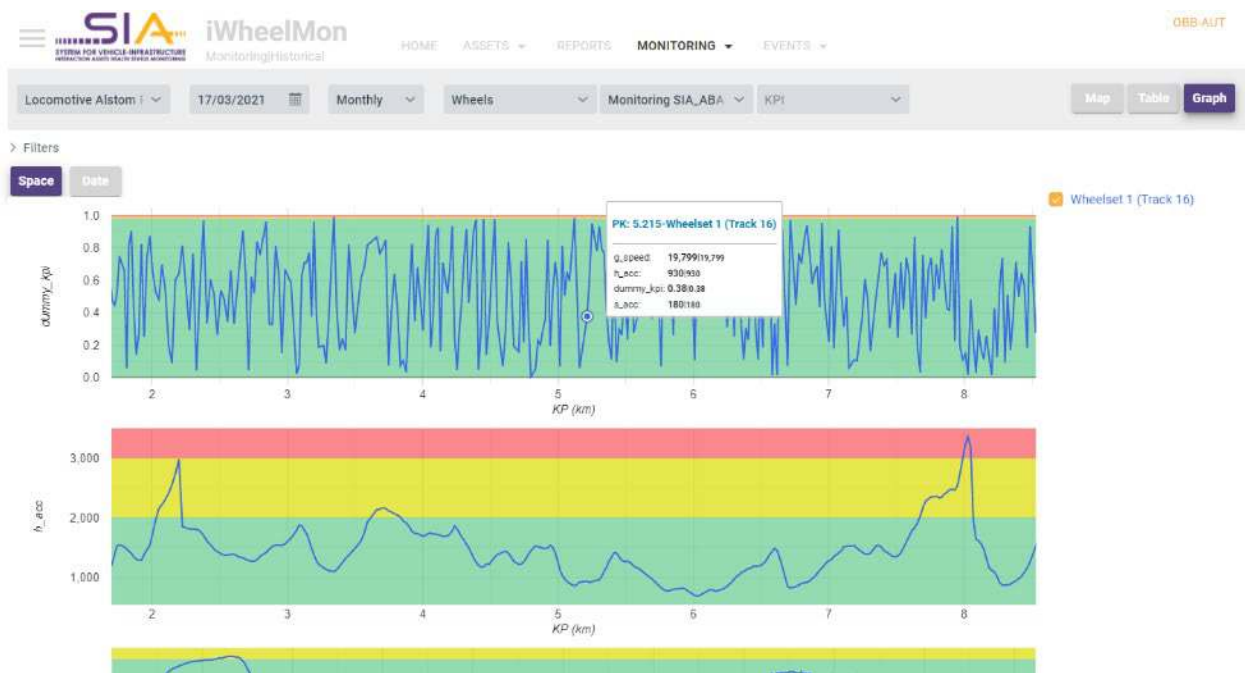 SIA
SYSTEM FOR VEHICLE-INFRASTRUCTURE
INTERACTION ASSETS HEALTH STATUS MONITORING
iWheelMon
Monitoring|Historical
HOME ASSETS REPORTS MONITORING EVENTS
OBB-AUT
Locomotive Alstom 17/03/2021 Monthly Wheels Monitoring SIA_ABA KPI Map Table Graph
> Filters
Space Date
Wheelset 1 (Track 16)
PK: 5.215-Wheelset 1 (Track 16)
g_speed: 19,799|19,799
h_acc: 930|930
dummy_kpi: 0.38|0.38
s_acc: 180|180
dummy_kpi
1.0
0.8
0.6
0.4
0.2
0.0
2 3 4 5 6 7 8
KP (km)
h_acc
3,000
2,000
1,000
2 3 4 5 6 7 8
KP (km)